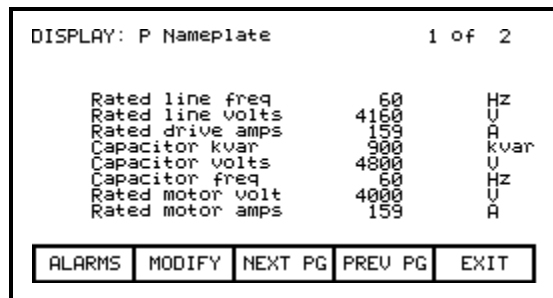 DISPLAY: P Nameplate 1 of 2
Rated line freq 60 Hz
Rated line volts 4160 V
Rated drive amps 159 A
Capacitor kvar 900 kvar
Capacitor volts 4800 V
Capacitor freq 60 Hz
Rated motor volt 4000 V
Rated motor amps 159 A
ALARMS MODIFY NEXT PG PREV PG EXIT